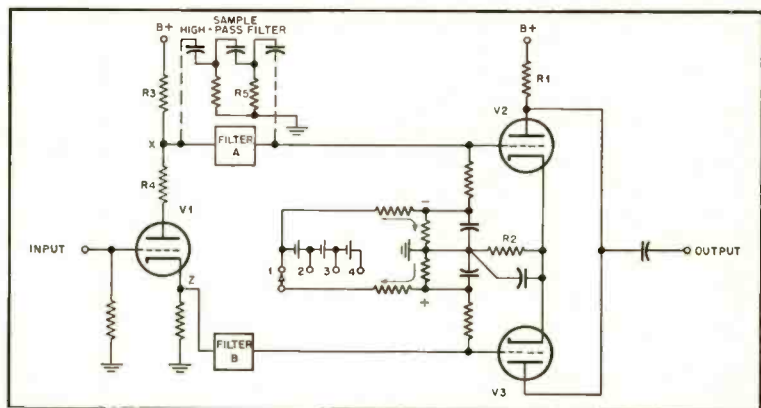 SAMPLE
HIGH-PASS FILTER
B+
B+
R3
R5
R1
V2
X
FILTER
A
R4
V1
-
INPUT
1
2
3
4
R2
OUTPUT
Z
+
FILTER
B
V3